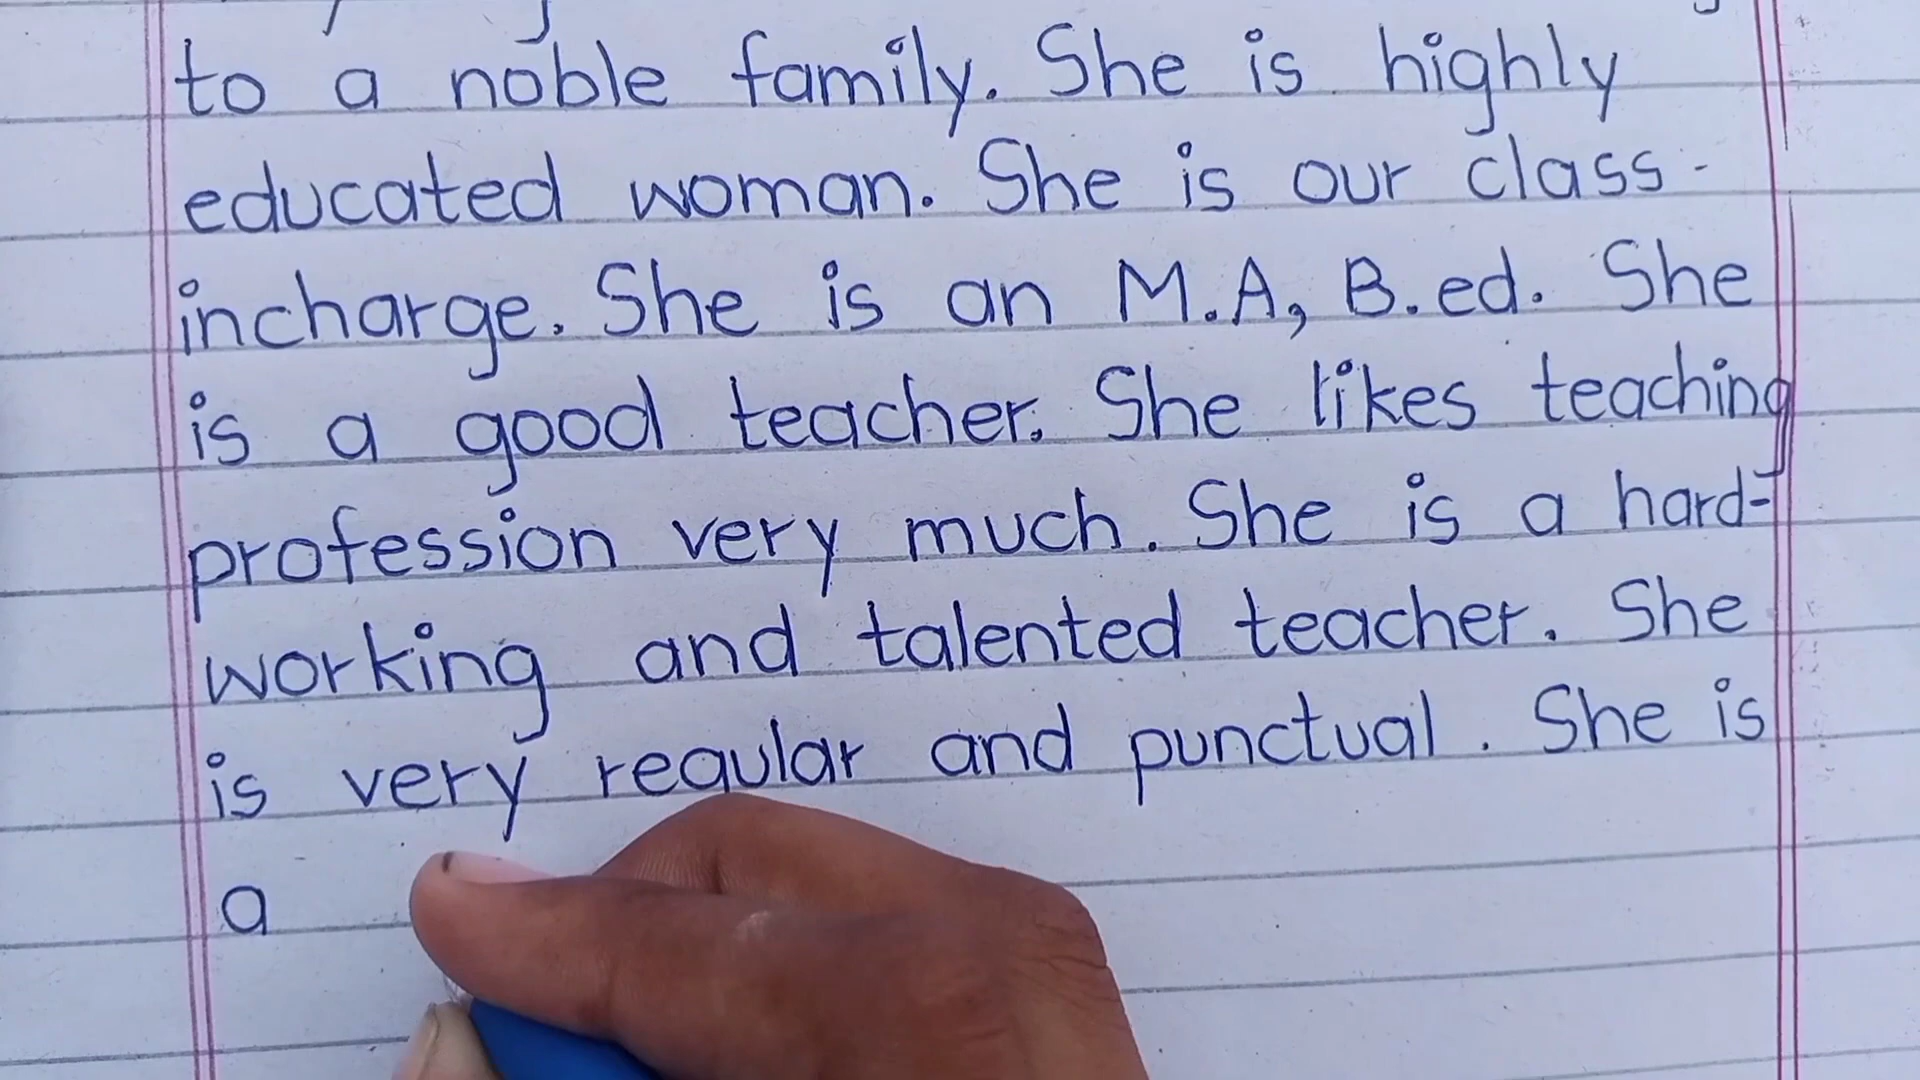 to a noble family. She is highly
educated woman. She is our class-
incharge. She is an M.A, B.ed. She
is a good teacher. She likes teaching
profession very much. She is a hard-
working and talented teacher. She
is very regular and punctual. She is
a